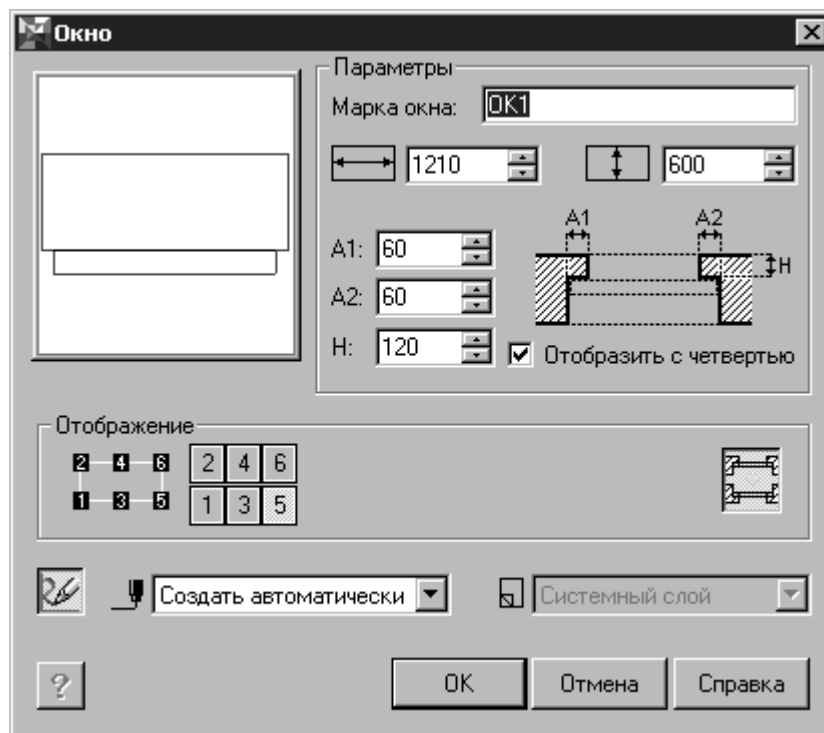 Окно
Параметры
Марка окна: ОК1
1210 600
A1 A2
A1: 60
H
A2: 60
H: 120
Отобразить с четвертью
Отображение
2 4 6 2 4 6
1 3 5 1 3 5
Создать автоматически Системный слой
? OK Отмена Справка